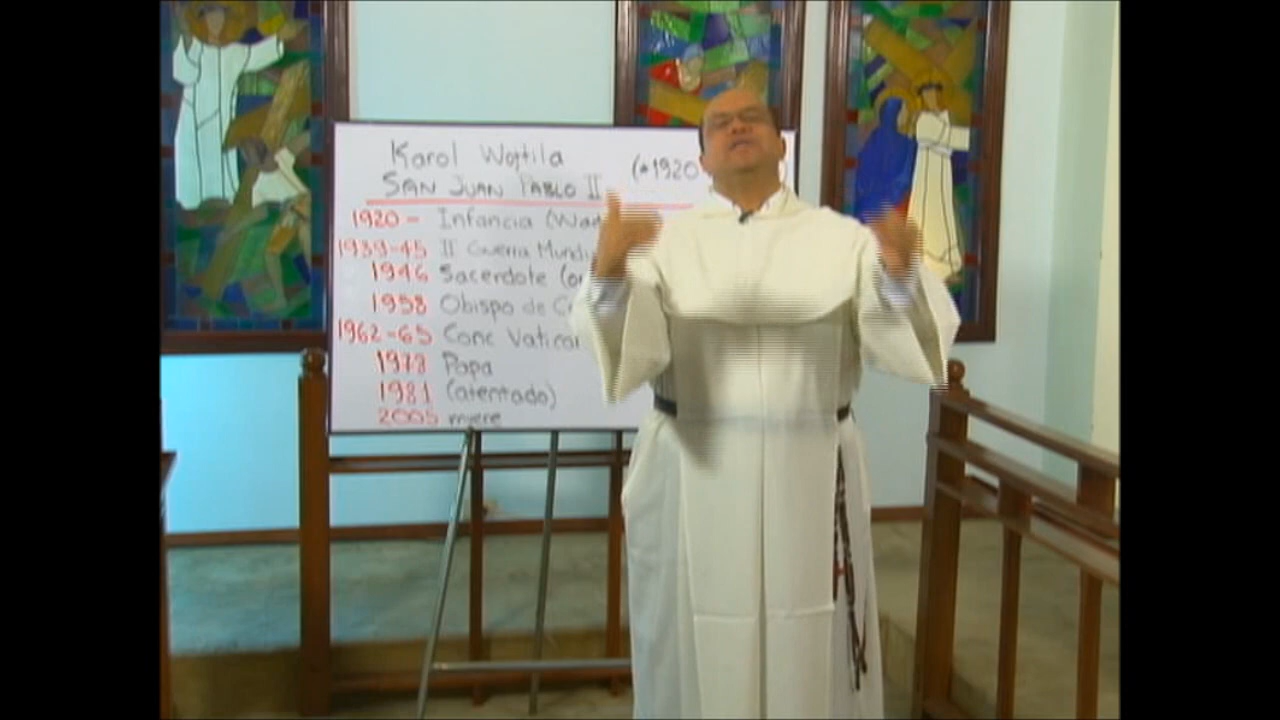 Karol Wojtila
(*1920
SAN JUAN PABLO II
1920- Infancia (Wad
1939-45 II Guerra Mundi
1946 Sacerdote (or
1958 Obispo de C
1962-65 Conc Vatica
1978 Papa
1981 (atentado)
2005 muere